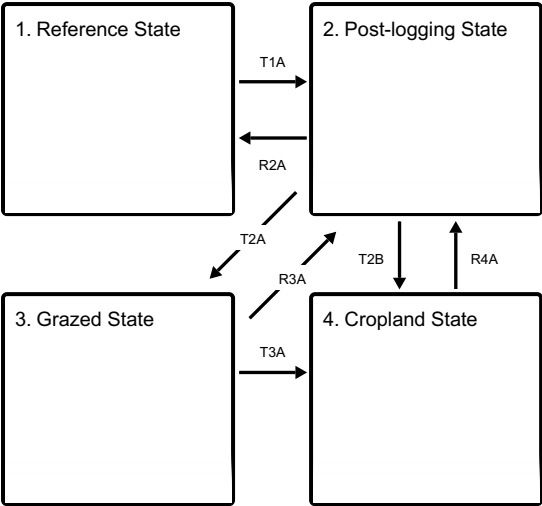 1. Reference State
2. Post-logging State
T1A
R2A
T2A
R3A
T2B
R4A
3. Grazed State
4. Cropland State
T3A